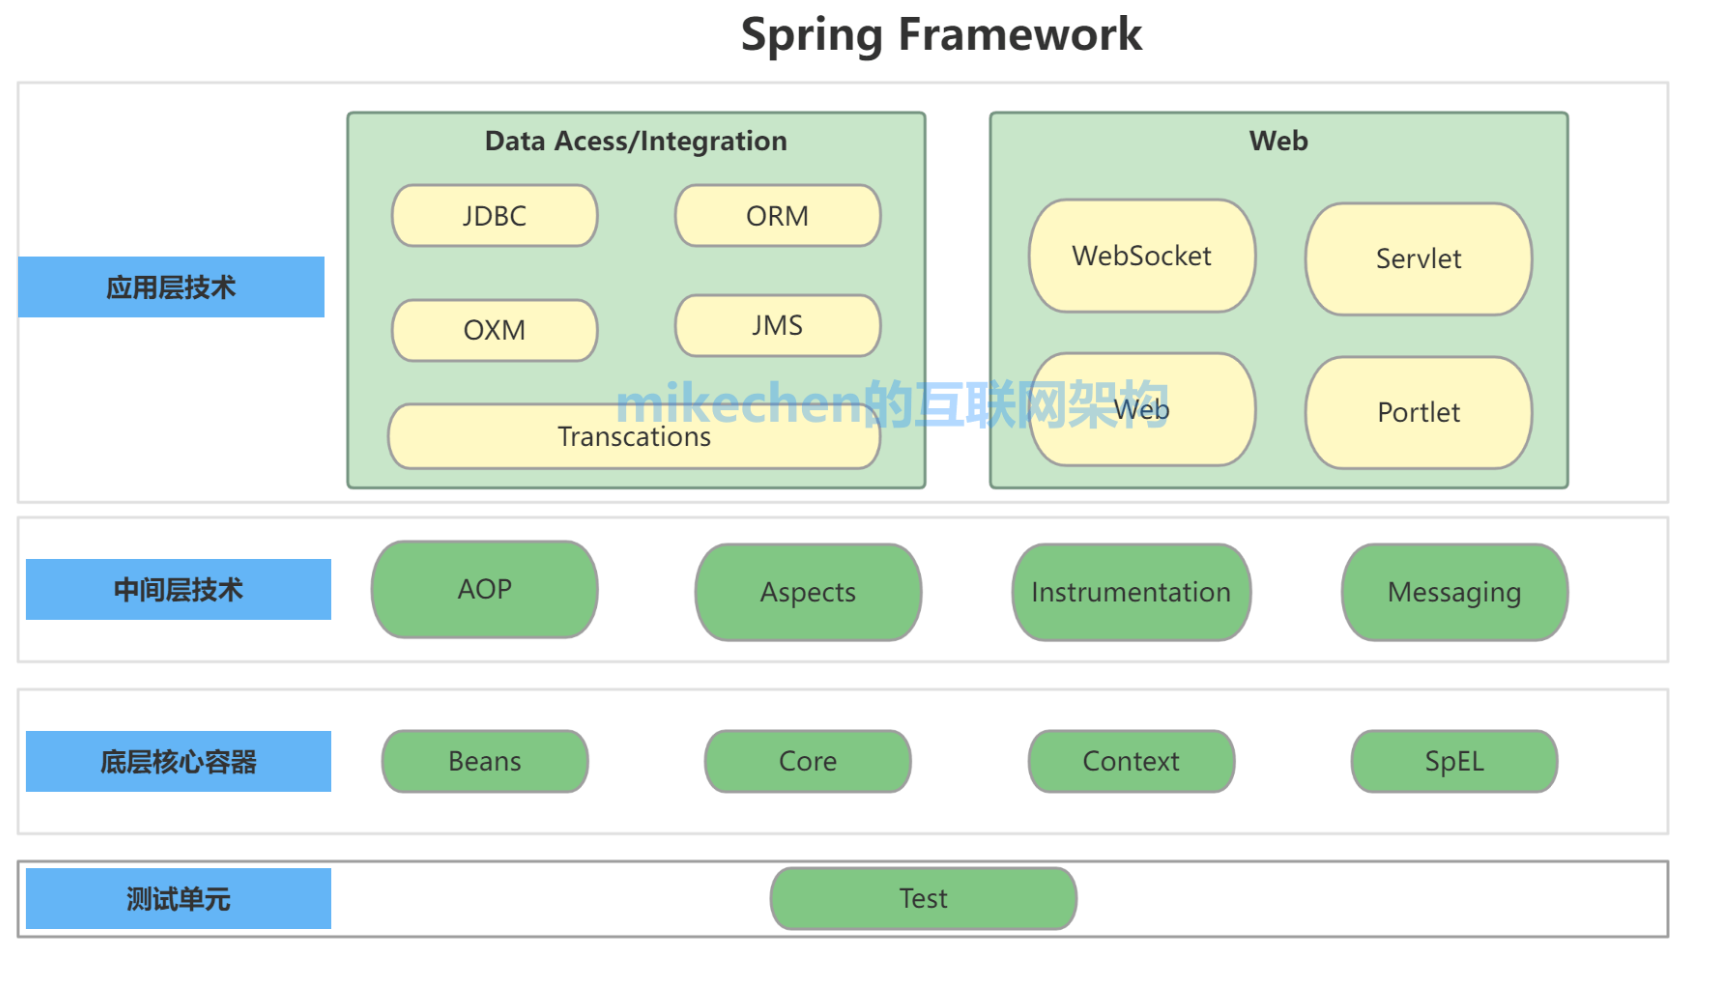 Spring Framework
应用层技术
Data Acess/Integration
JDBC
ORM
OXM
JMS
Transcations
Web
WebSocket
Servlet
Web
Portlet
mikechen的互联网架构
中间层技术
AOP
Aspects
Instrumentation
Messaging
底层核心容器
Beans
Core
Context
SpEL
测试单元
Test